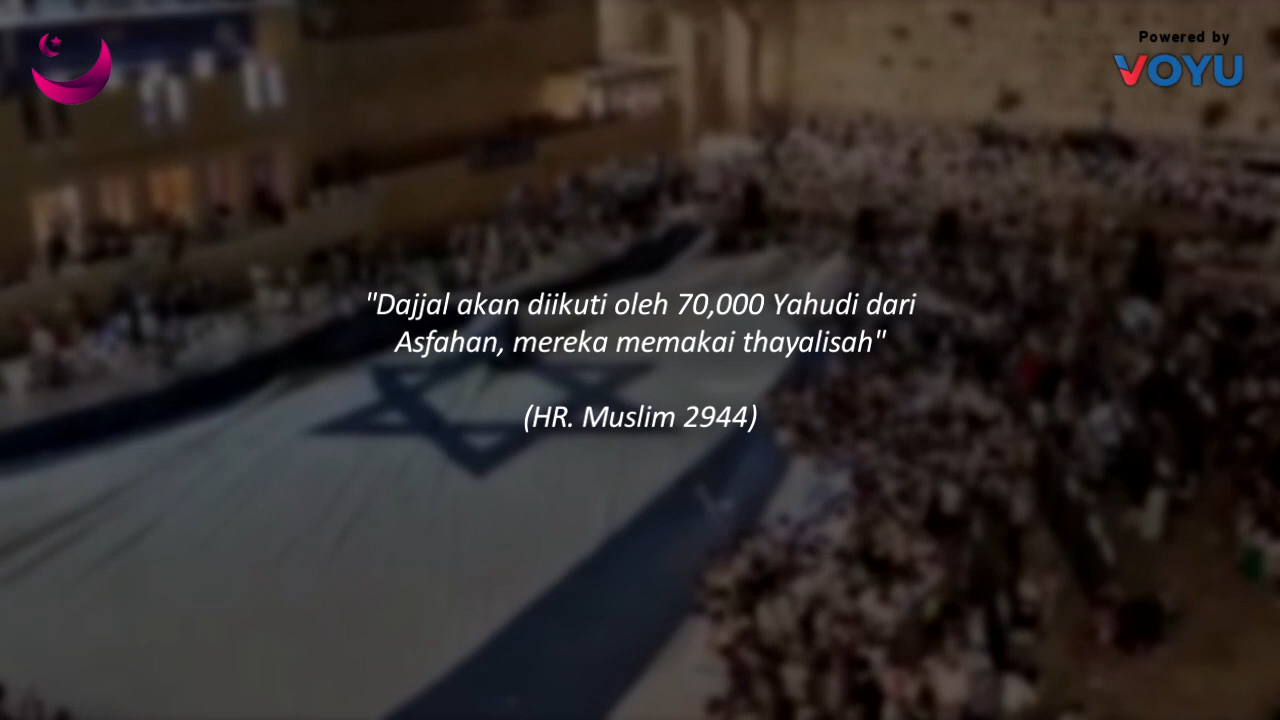 Powered by
VOYU
"Dajjal akan diikuti oleh 70,000 Yahudi dari
Asfahan, mereka memakai thayalisah"
(HR. Muslim 2944)